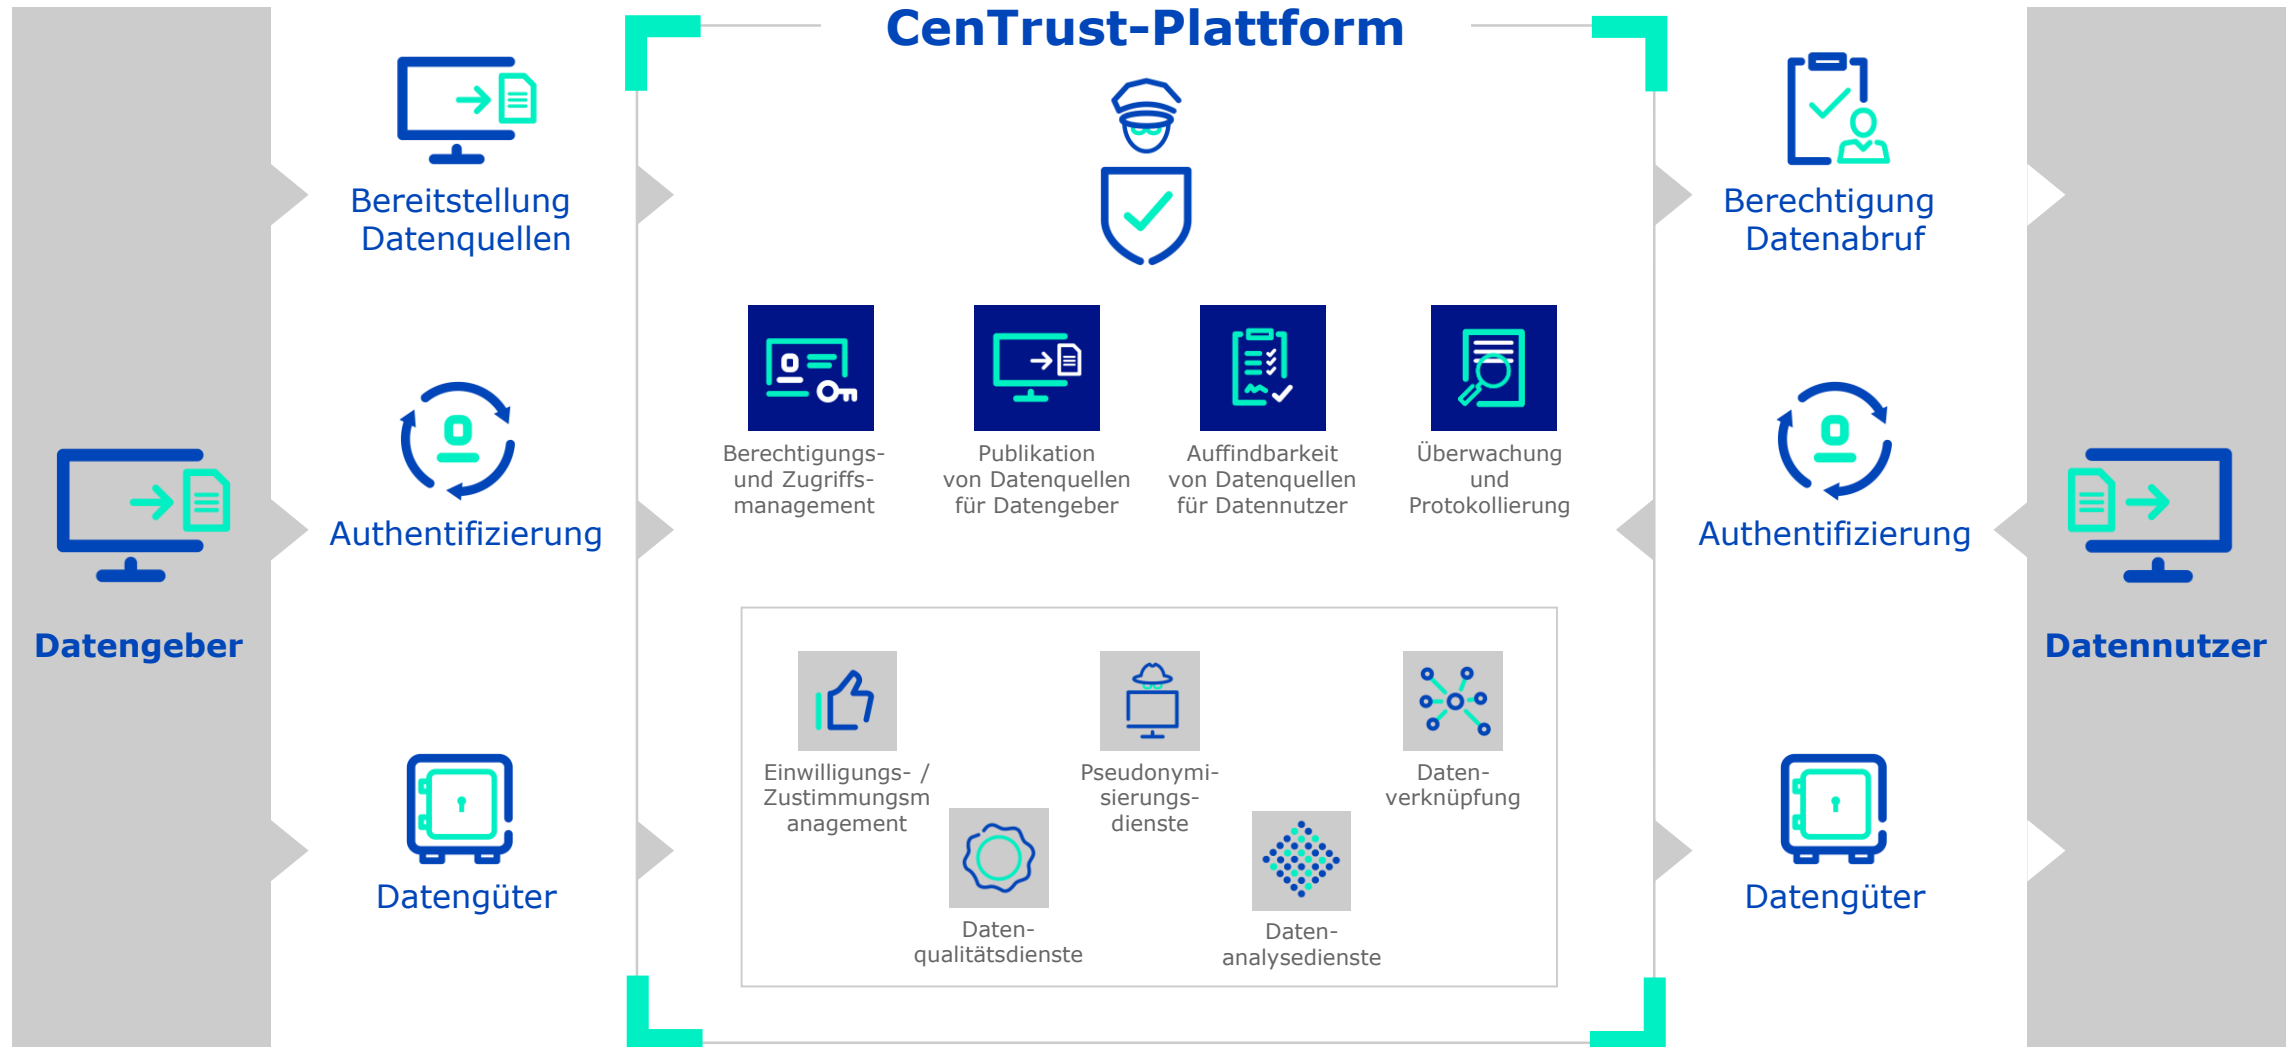 CenTrust-Plattform
Bereitstellung
Datenquellen
Authentifizierung
Datengeber
Datengüter
Berechtigungs-
und Zugriffs-
management
Publikation
von Datenquellen
für Datengeber
Auffindbarkeit
von Datenquellen
für Datennutzer
Überwachung
und
Protokollierung
Einwilligungs- /
Zustimmungsm
anagement
Pseudonymi-
sierungs-
dienste
Daten-
verknüpfung
Daten-
qualitätsdienste
Daten-
analysedienste
Berechtigung
Datenabruf
Authentifizierung
Datengüter
Datennutzer